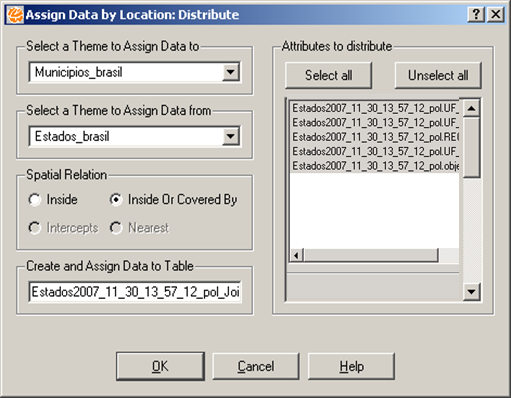 Assign Data by Location: Distribute
Select a Theme to Assign Data to
Municipios_brasil
Select a Theme to Assign Data from
Estados_brasil
Spatial Relation
Inside
Inside Or Covered By
Intercepts
Nearest
Create and Assign Data to Table
Estados2007_11_30_13_57_12_pol_Joi
Attributes to distribute
Select all
Unselect all
Estados2007_11_30_13_57_12_pol.UF_
Estados2007_11_30_13_57_12_pol.UF_
Estados2007_11_30_13_57_12_pol.REG
Estados2007_11_30_13_57_12_pol.UF_
Estados2007_11_30_13_57_12_pol.obje
OK
Cancel
Help